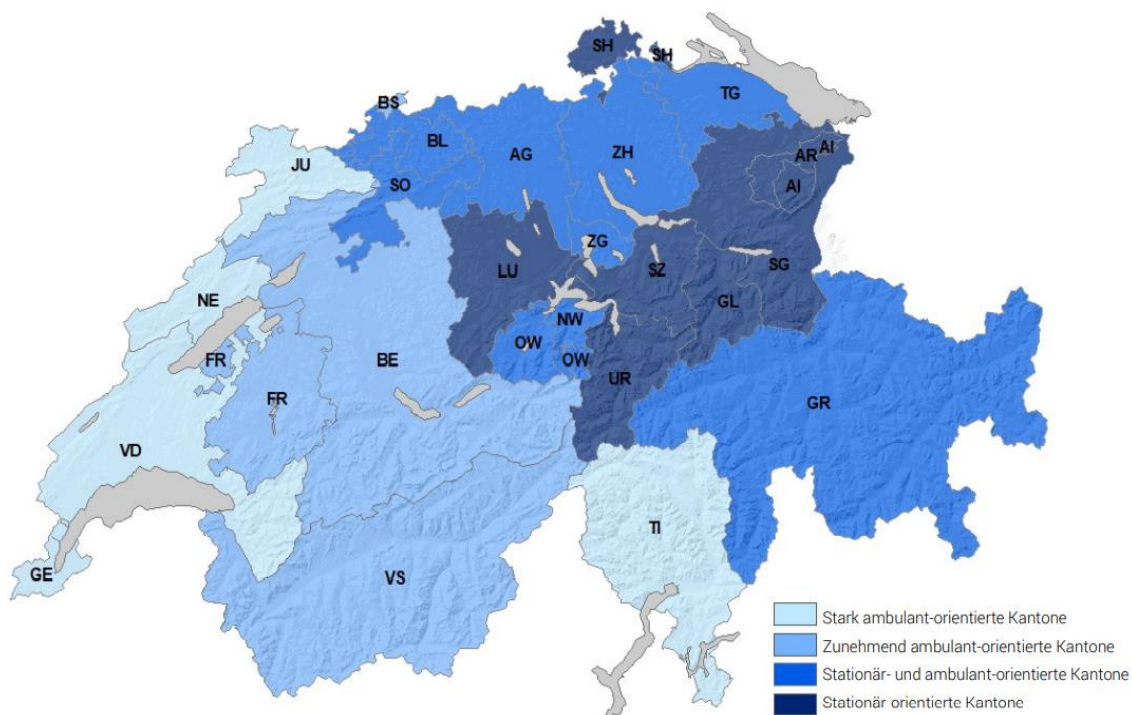 SH
SH
TG
BS
BL
AG
ZH
AR
AI
JU
SO
AI
ZG
LU
SZ
SG
NE
GL
NW
OW
OW
FR
BE
UR
FR
GR
VD
TI
GE
VS
Stark ambulant-orientierte Kantone
Zunehmend ambulant-orientierte Kantone
Stationär- und ambulant-orientierte Kantone
Stationär orientierte Kantone